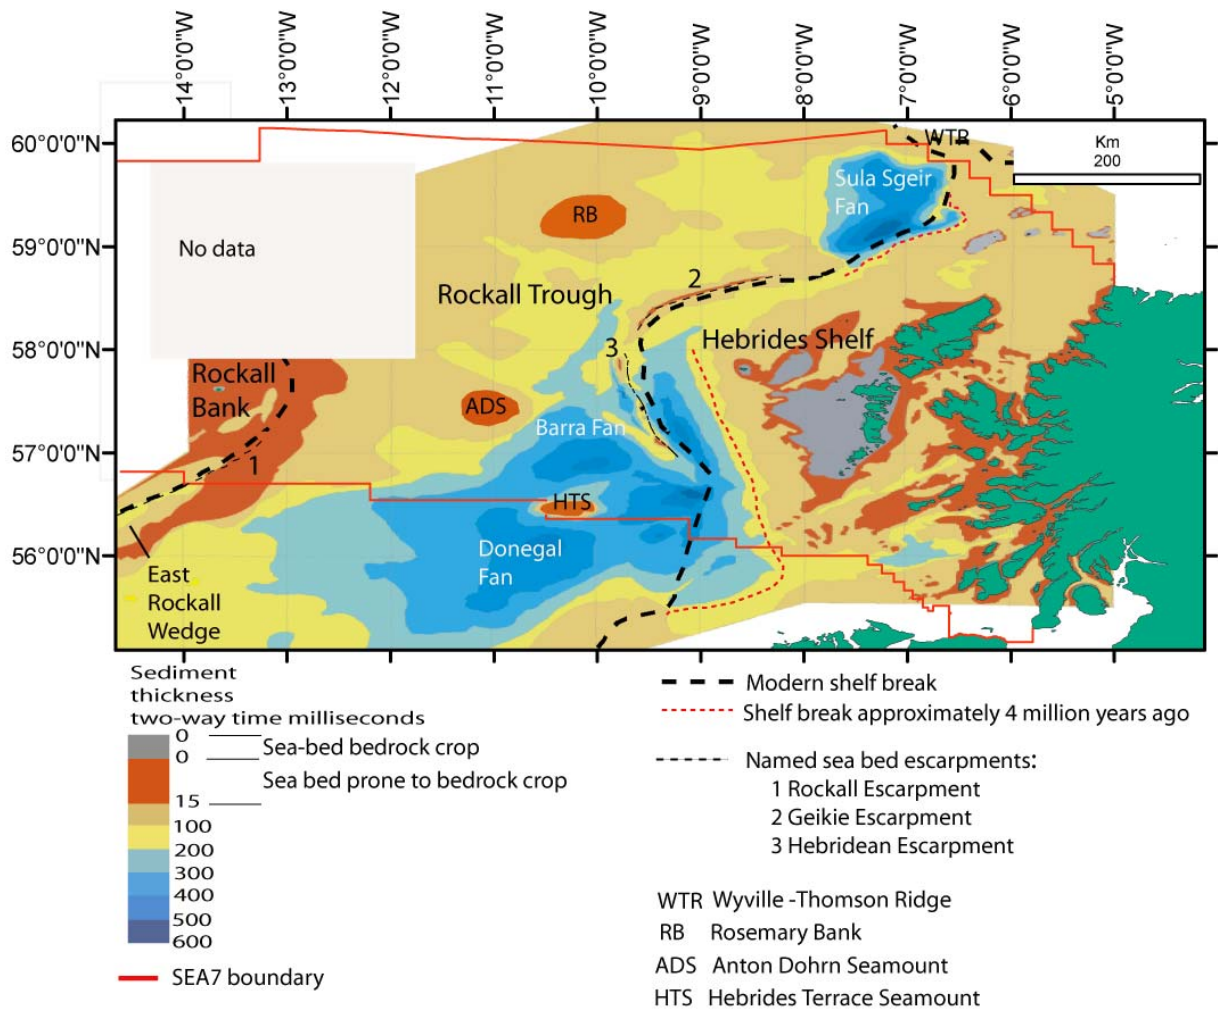 14°0'0"W
13°0'0"W
12°0'0"W
11°0'0"W
10°0'0"W
9°0'0"W
8°0'0"W
7°0'0"W
6°0'0"W
5°0'0"W
60°0'0"N
59°0'0"N
58°0'0"N
57°0'0"N
56°0'0"N
WTR
Km
200
Sula Sgeir
Fan
RB
No data
2
Rockall Trough
3
Hebrides Shelf
Rockall
Bank
ADS
Barra Fan
1
HTS
Donegal
Fan
East
Rockall
Wedge
Sediment
thickness
two-way time milliseconds
0
0
15
100
200
300
400
500
600
Sea-bed bedrock crop
Sea bed prone to bedrock crop
SEA7 boundary
Modern shelf break
Shelf break approximately 4 million years ago
Named sea bed escarpments:
1 Rockall Escarpment
2 Geikie Escarpment
3 Hebridean Escarpment
WTR Wyville -Thomson Ridge
RB Rosemary Bank
ADS Anton Dohrn Seamount
HTS Hebrides Terrace Seamount